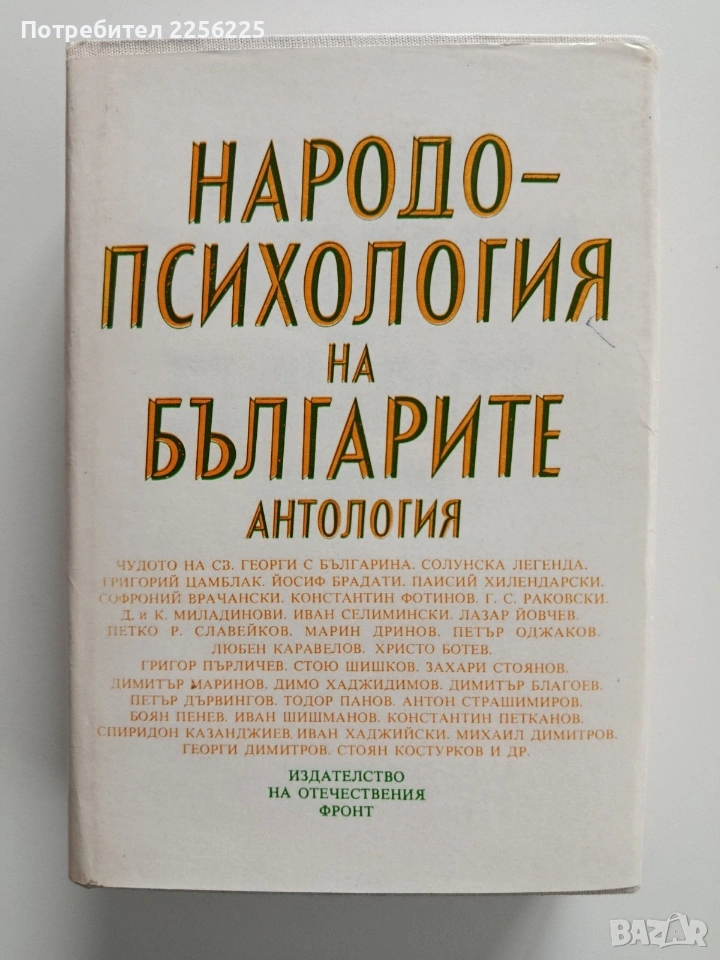 Потребител 2256225
НАРОДО-
ПСИХОЛОГИЯ
НА
БЪЛГАРИТЕ
АНТОЛОГИЯ
ЧУДОТО НА СЗ. ГЕОРГИ С БЪЛГАРИНА. СОЛУНСКА ЛЕГЕНДА.
ГРИГОРИЙ ЦАМБЛАК. ЙОСИФ БРАДАТИ. ПАИСИЙ ХИЛЕНДАРСКИ.
СОФРОНИЙ ВРАЧАНСКИ. КОНСТАНТИН ФОТИНОВ. Г. С. РАКОВСКИ.
Д. и К. МИЛАДИНОВИ. ИВАН СЕЛИМИНСКИ. ЛАЗАР ЙОВЧЕВ.
ПЕТКО Р. СЛАВЕЙКОВ. МАРИН ДРИНОВ. ПЕТЪР ОДЖАКОВ.
ЛЮБЕН КАРАВЕЛОВ. ХРИСТО БОТЕВ.
ГРИГОР ПЪРЛИЧЕВ. СТОЮ ШИШКОВ. ЗАХАРИ СТОЯНОВ.
ДИМИТЪР МАРИНОВ. ДИМО ХАДЖИДИМОВ. ДИМИТЪР БЛАГОЕВ.
ПЕТЪР ДЪРВИНГОВ. ТОДОР ПАНОВ. АНТОН СТРАШИМИРОВ.
БОЯН ПЕНЕВ. ИВАН ШИШМАНОВ. КОНСТАНТИН ПЕТКАНОВ.
СПИРИДОН КАЗАНДЖИЕВ. ИВАН ХАДЖИЙСКИ. МИХАИЛ ДИМИТРОВ.
ГЕОРГИ ДИМИТРОВ. СТОЯН КОСТУРКОВ И ДР.
ИЗДАТЕЛСТВО
НА ОТЕЧЕСТВЕНИЯ
ФРОНТ
BAZAR